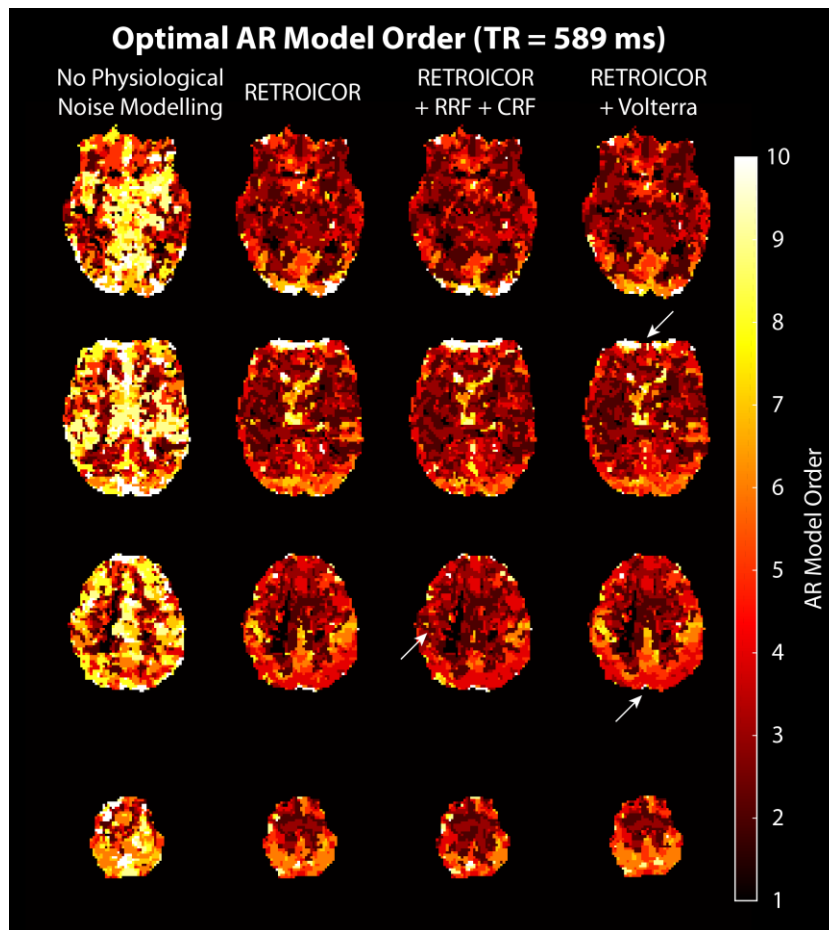 Optimal AR Model Order (TR = 589 ms)
No Physiological
Noise Modelling
RETROICOR
RETROICOR
+ RRF + CRF
RETROICOR
+ Volterra
10
9
8
7
6
5
4
3
2
1
AR Model Order